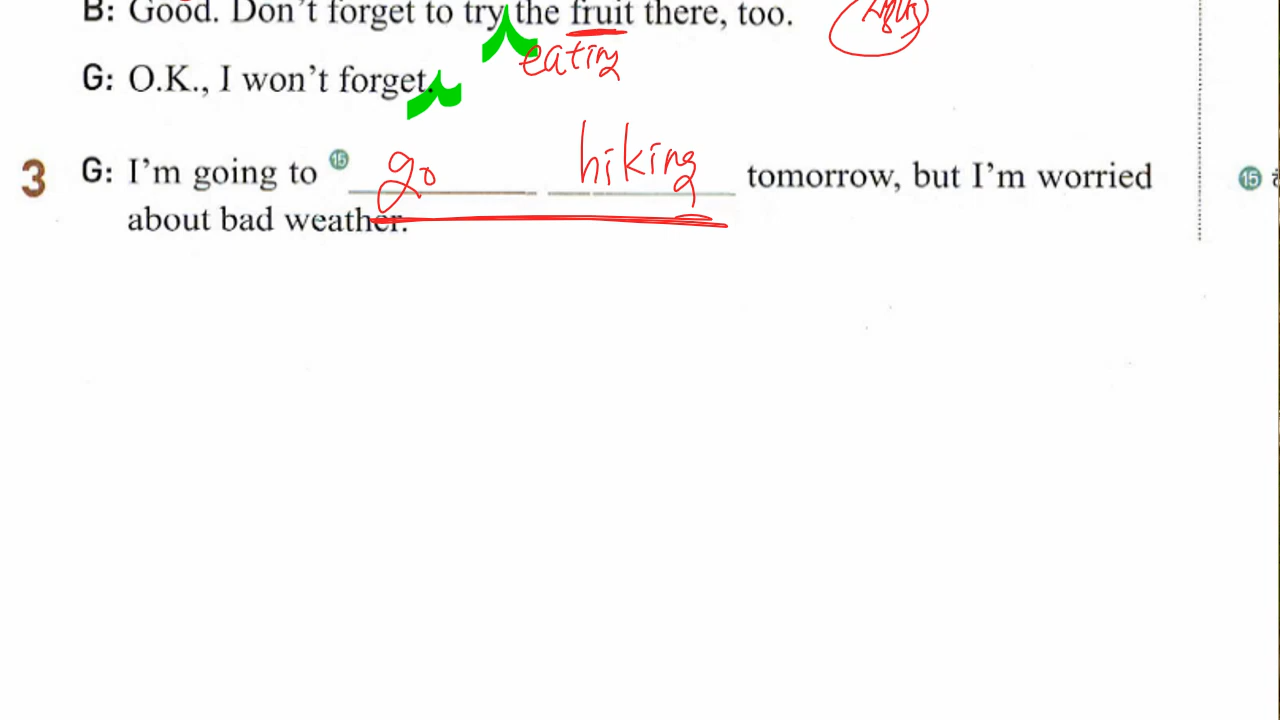 B: Good. Don't forget to try the fruit there, too.
eating
G: O.K., I won't forget.
3 G: I'm going to ⑮ go hiking tomorrow, but I'm worried
about bad weather.
⑮